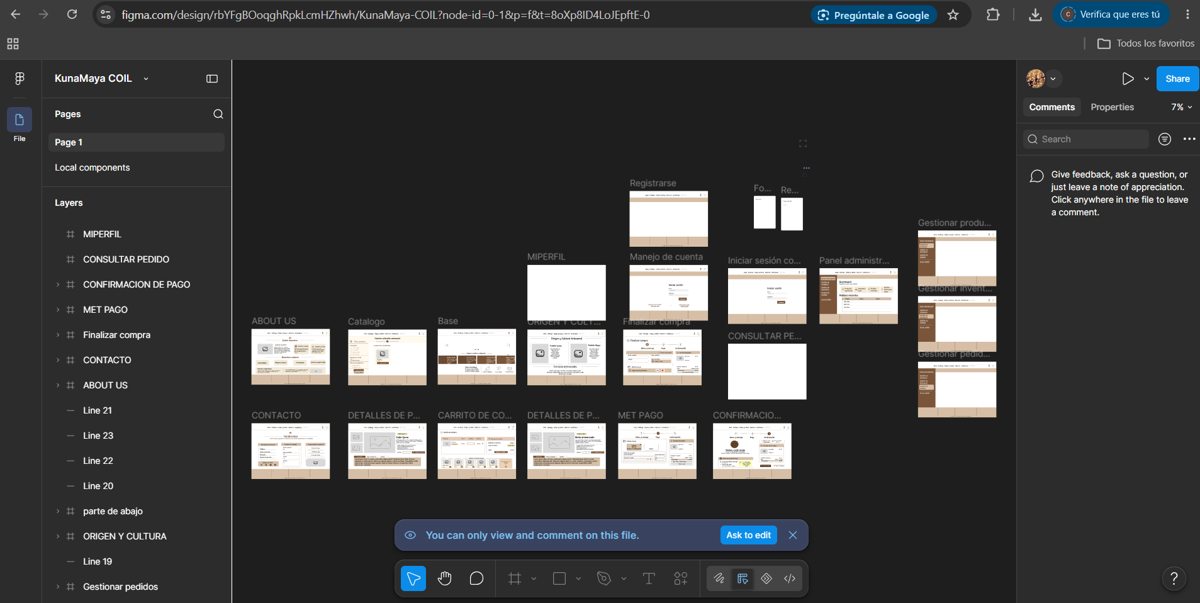 figma.com/design/rbYFgBOoqghRpkLcmHZhwh/KunaMaya-COIL?node-id=0-1&p=f&t=8oXp8ID4LoJEpftE-0
Pregúntale a Google
Verifica que eres tú
Todos los favoritos
KunaMaya COIL
File
Pages
Page 1
Local components
Layers
MIPERFIL
CONSULTAR PEDIDO
CONFIRMACION DE PAGO
MET PAGO
Finalizar compra
CONTACTO
ABOUT US
Line 21
Line 23
Line 22
Line 20
parte de abajo
ORIGEN Y CULTURA
Line 19
Gestionar pedidos
Registrarse
Fo...
Re...
Gestionar produ...
MIPERFIL
Manejo de cuenta
Iniciar sesión co...
Panel administr...
Gestionar invent...
ABOUT US
Catalogo
Base
ORIGEN Y CULT...
Finalizar compra
CONSULTAR PE...
Gestionar pedid...
CONTACTO
DETALLES DE P...
CARRITO DE CO...
DETALLES DE P...
MET PAGO
CONFIRMACIO...
You can only view and comment on this file.
Ask to edit
Share
Comments
Properties
7%
Search
Give feedback, ask a question, or
just leave a note of appreciation.
Click anywhere in the file to leave
a comment.
?